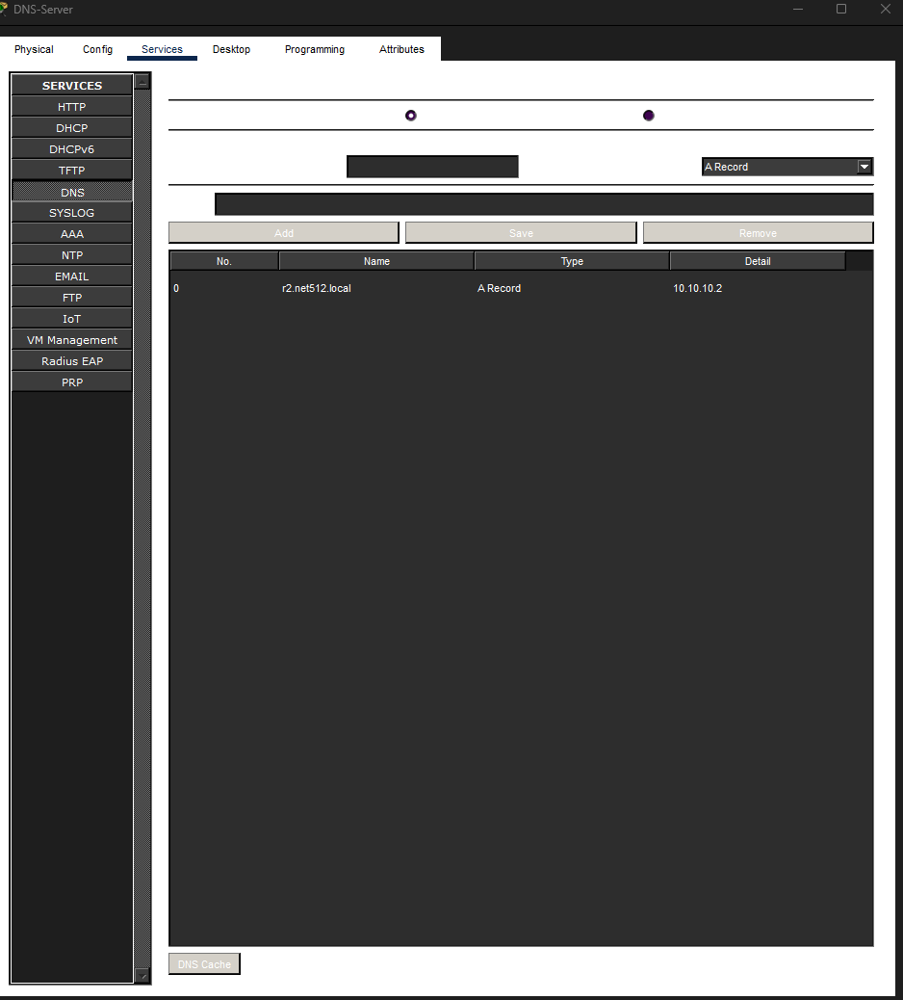 DNS-Server
Physical Config Services Desktop Programming Attributes
SERVICES
HTTP
DHCP
DHCPv6
TFTP
DNS
SYSLOG
AAA
NTP
EMAIL
FTP
IoT
VM Management
Radius EAP
PRP
A Record
Add Save Remove
No. Name Type Detail
0 r2.net512.local A Record 10.10.10.2
DNS Cache